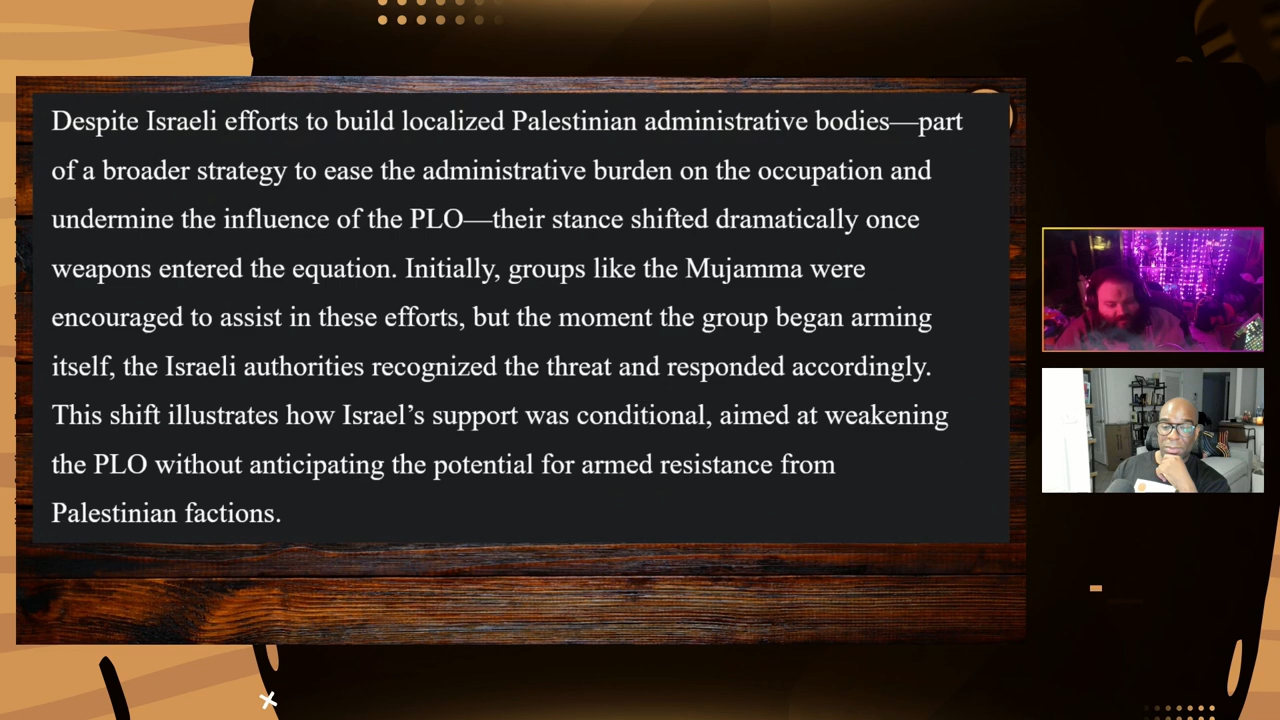 Despite Israeli efforts to build localized Palestinian administrative bodies—part
of a broader strategy to ease the administrative burden on the occupation and
undermine the influence of the PLO—their stance shifted dramatically once
weapons entered the equation. Initially, groups like the Mujamma were
encouraged to assist in these efforts, but the moment the group began arming
itself, the Israeli authorities recognized the threat and responded accordingly.
This shift illustrates how Israel’s support was conditional, aimed at weakening
the PLO without anticipating the potential for armed resistance from
Palestinian factions.